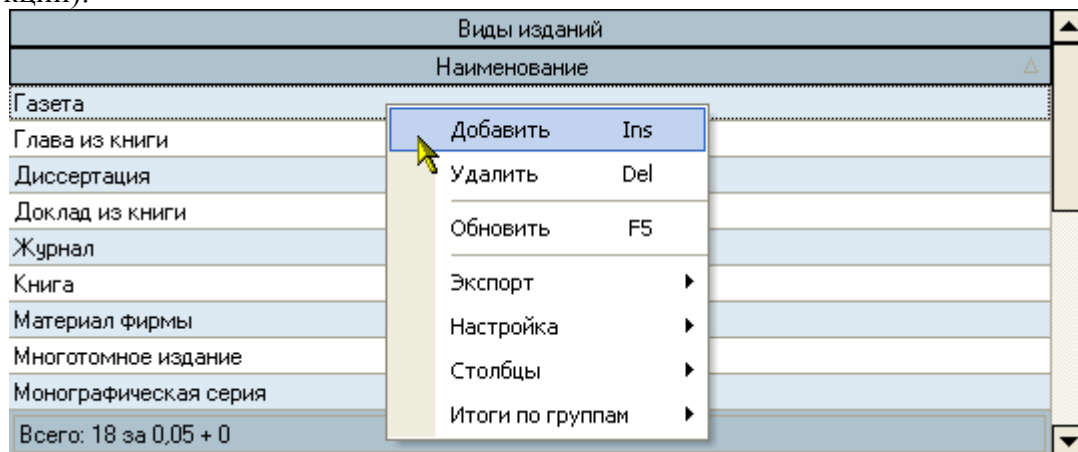 кции).
Виды изданий
Наименование
Газета
Глава из книги
Диссертация
Доклад из книги
Журнал
Книга
Материал фирмы
Многотомное издание
Монографическая серия
Всего: 18 за 0,05 + 0
Добавить Ins
Удалить Del
Обновить F5
Экспорт
Настройка
Столбцы
Итоги по группам